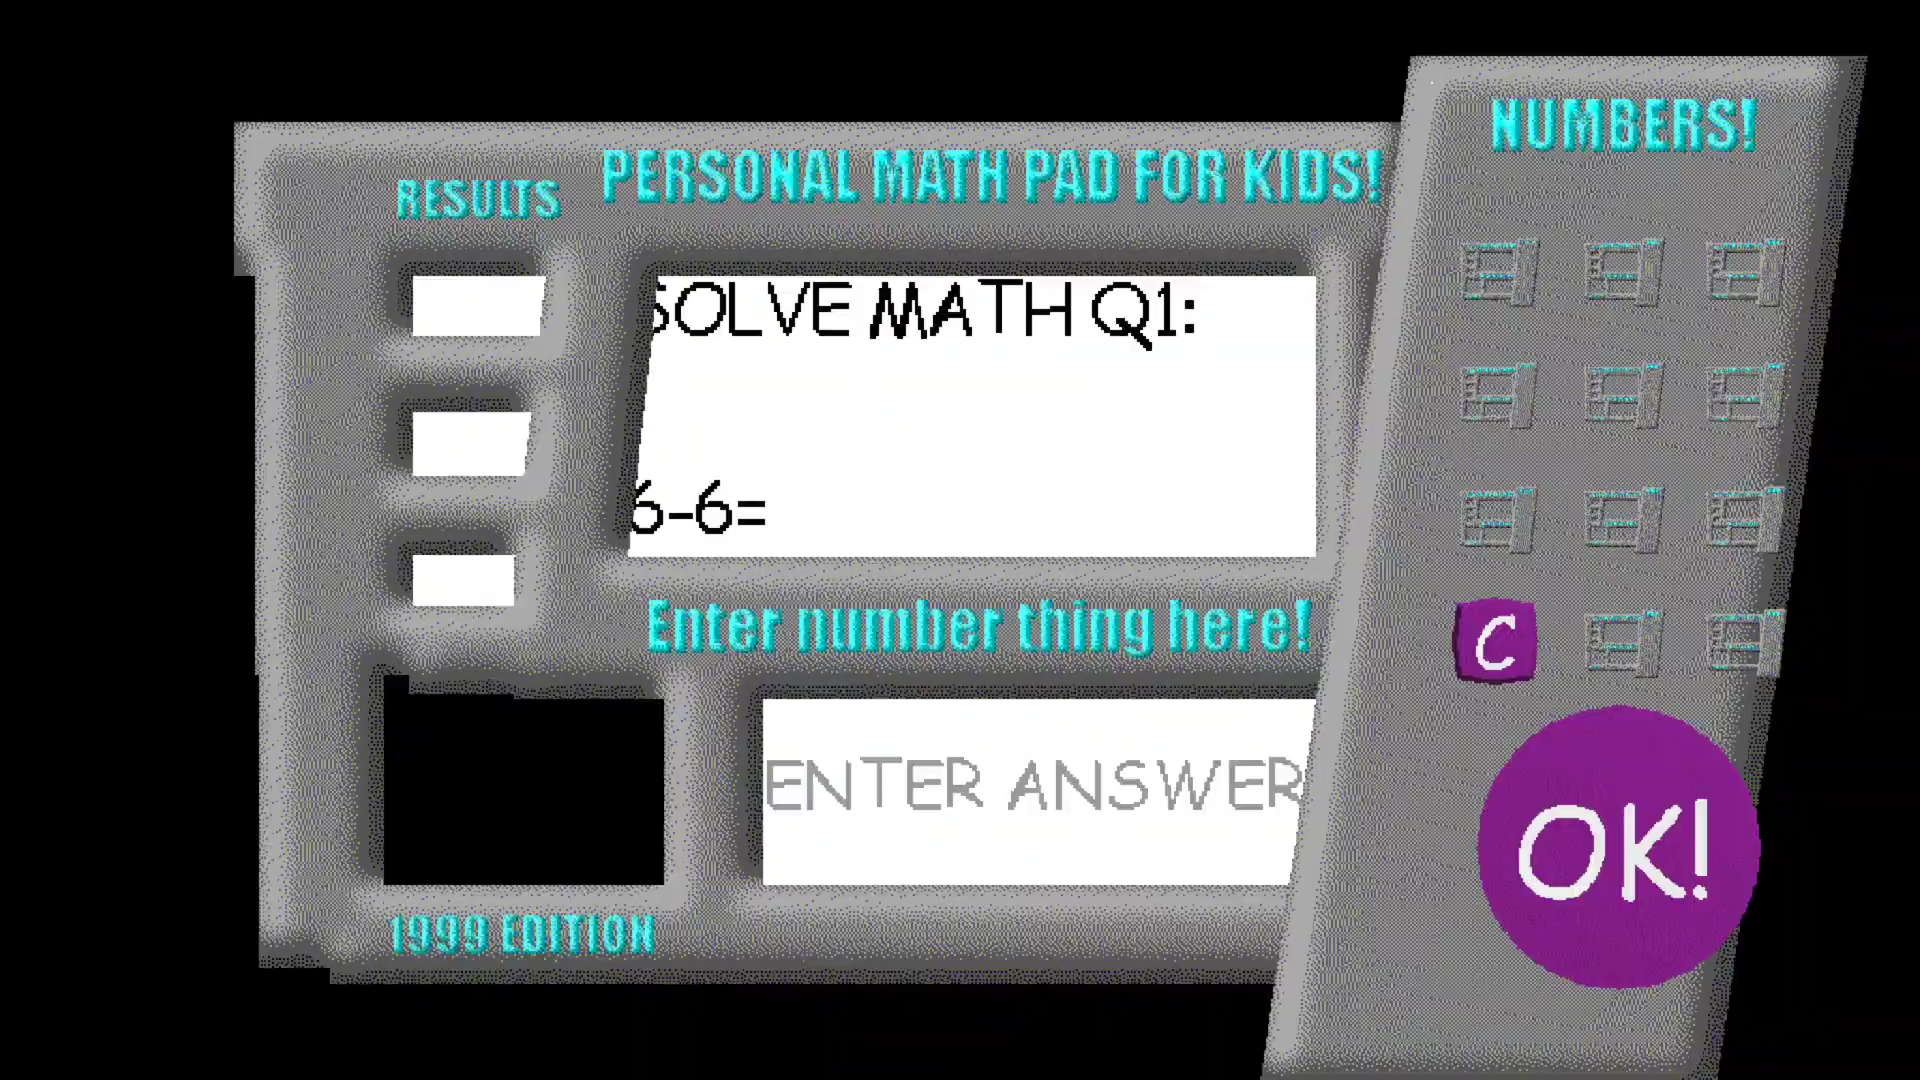 NUMBERS!
PERSONAL MATH PAD FOR KIDS!
RESULTS
SOLVE MATH Q1:
6-6=
Enter number thing here!
C
ENTER ANSWER
OK!
1999 EDITION